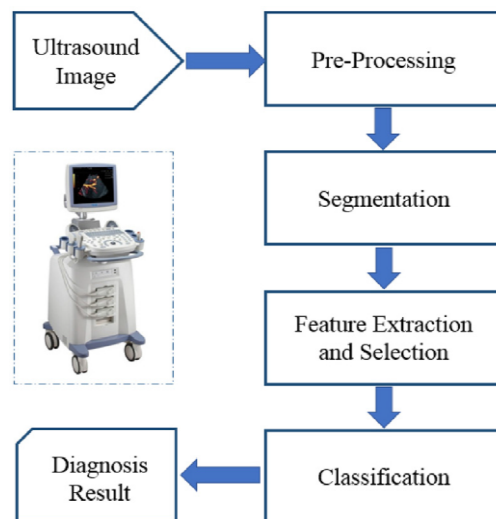 Ultrasound
Image
Pre-Processing
Segmentation
Feature Extraction
and Selection
Classification
Diagnosis
Result